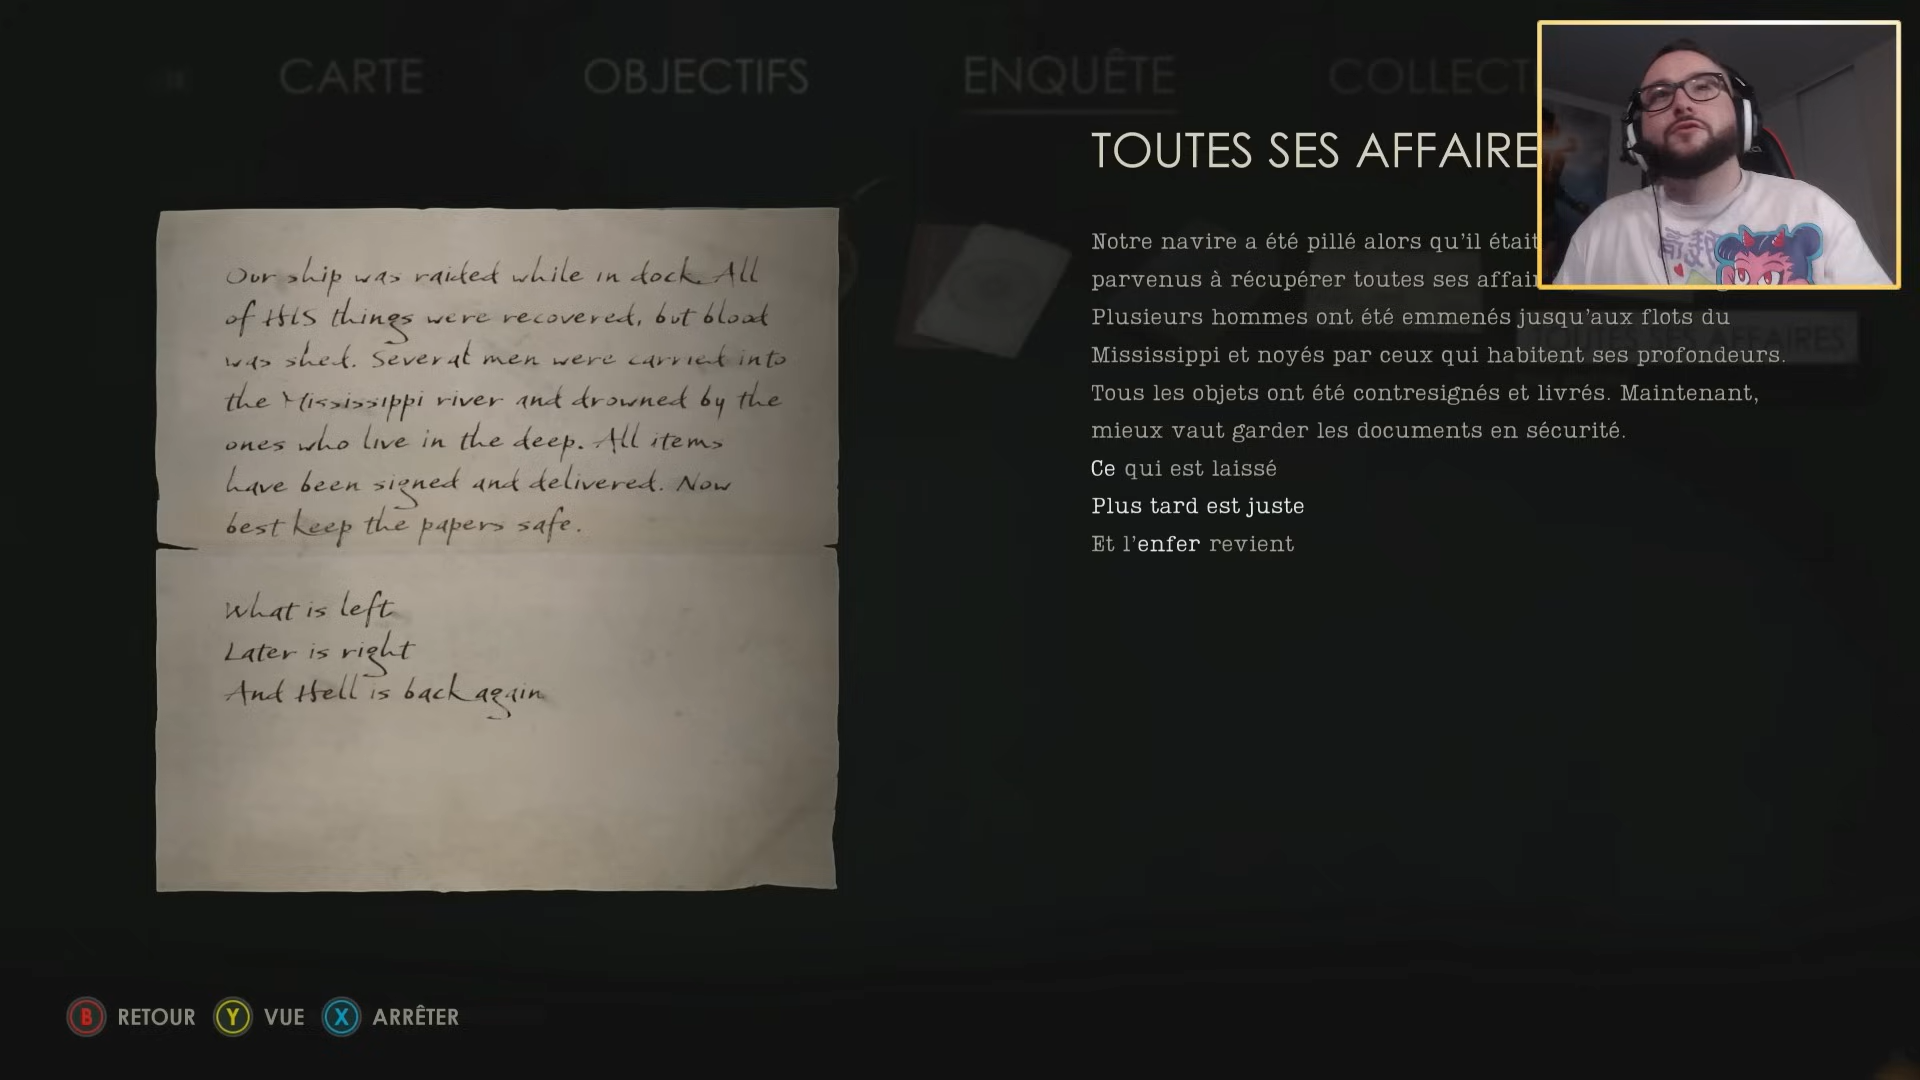 CARTE
OBJECTIFS
ENQUÊTE
COLLECT
TOUTES SES AFFAIRE
Our ship was raided while in dock. All
of HIS things were recovered, but blood
was shed. Several men were carried into
the Mississippi river and drowned by the
ones who live in the deep. All items
have been signed and delivered. Now
best keep the papers safe.
What is left
Later is right
And Hell is back again
Notre navire a été pillé alors qu'il était
parvenus à récupérer toutes ses affai
Plusieurs hommes ont été emmenés jusqu'aux flots du
Mississippi et noyés par ceux qui habitent ses profondeurs.
Tous les objets ont été contresignés et livrés. Maintenant,
mieux vaut garder les documents en sécurité.
Ce qui est laissé
Plus tard est juste
Et l'enfer revient
TOUTES SES AFFAIRES
B RETOUR Y VUE X ARRÊTER